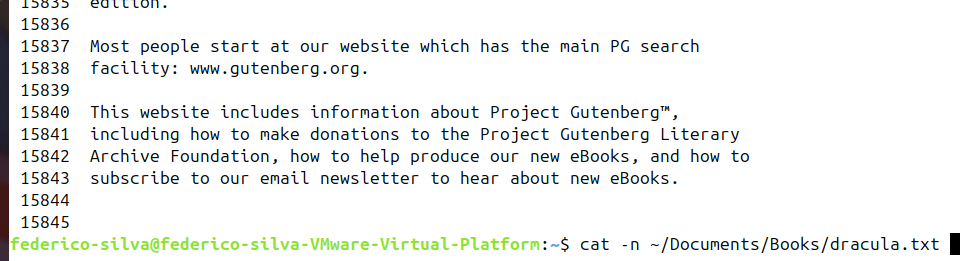 15835  edition.
15836
15837  Most people start at our website which has the main PG search
15838  facility: www.gutenberg.org.
15839
15840  This website includes information about Project Gutenberg™,
15841  including how to make donations to the Project Gutenberg Literary
15842  Archive Foundation, how to help produce our new eBooks, and how to
15843  subscribe to our email newsletter to hear about new eBooks.
15844
15845
federico-silva@federico-silva-VMware-Virtual-Platform:~$ cat -n ~/Documents/Books/dracula.txt